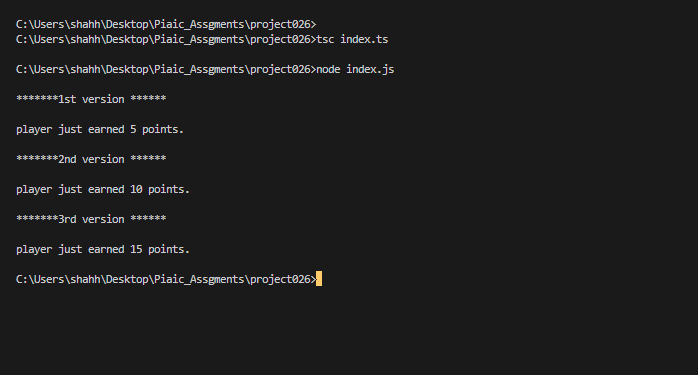 C:\Users\shahh\Desktop\Piaic_Assgments\project026>
C:\Users\shahh\Desktop\Piaic_Assgments\project026>tsc index.ts
C:\Users\shahh\Desktop\Piaic_Assgments\project026>node index.js
*******1st version ******
player just earned 5 points.
*******2nd version ******
player just earned 10 points.
*******3rd version ******
player just earned 15 points.
C:\Users\shahh\Desktop\Piaic_Assgments\project026>